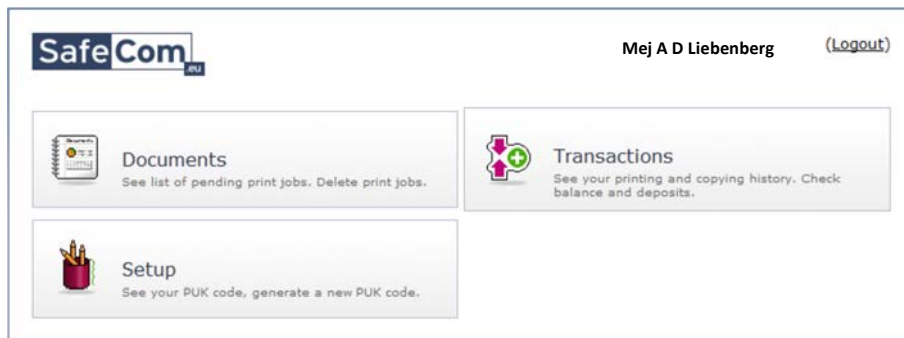 SafeCom
.eu
Mej A D Liebenberg
(Logout)
Documents
See list of pending print jobs. Delete print jobs.
Transactions
See your printing and copying history. Check
balance and deposits.
Setup
See your PUK code, generate a new PUK code.